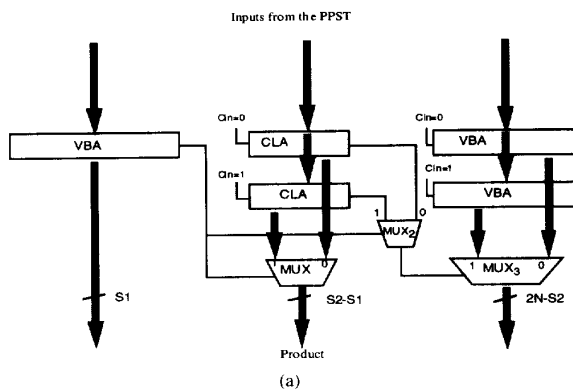 Inputs from the PPST
Cin=0
Cin=0
VBA
CLA
VBA
Cin=1
Cin=1
CLA
VBA
1
0
MUX2
1
0
MUX
1
0
MUX3
S1
S2-S1
2N-S2
Product
(a)